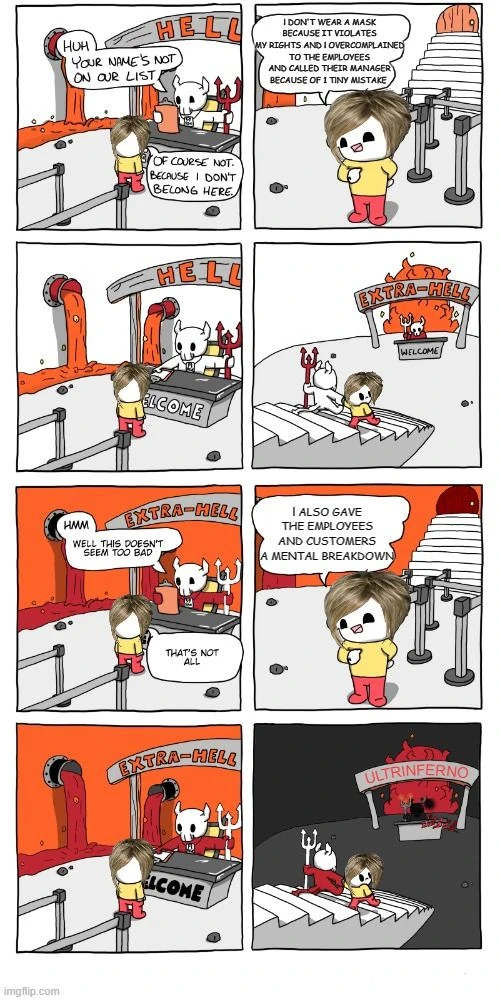 HELL
HUH
YOUR NAME'S NOT
ON OUR LIST
OF COURSE NOT.
BECAUSE I DON'T
BELONG HERE.
I DON'T WEAR A MASK
BECAUSE IT VIOLATES
MY RIGHTS AND I OVERCOMPLAINED
TO THE EMPLOYEES
AND CALLED THEIR MANAGER
BECAUSE OF 1 TINY MISTAKE
HELL
ELCOME
EXTRA-HELL
WELCOME
EXTRA-HELL
HMM
WELL THIS DOESN'T
SEEM TOO BAD
THAT'S NOT
ALL
I ALSO GAVE
THE EMPLOYEES
AND CUSTOMERS
A MENTAL BREAKDOWN
EXTRA-HELL
LCOME
ULTRINFERNO
imgflip.com